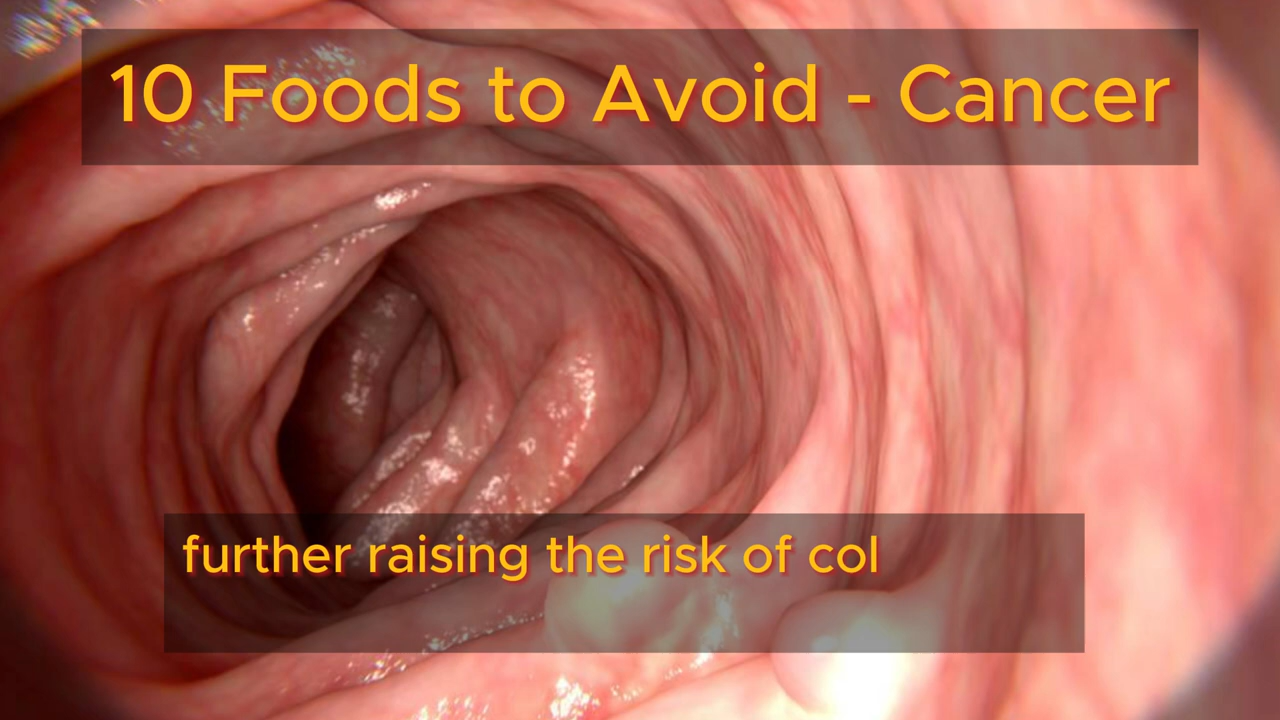 10 Foods to Avoid - Cancer
further raising the risk of col